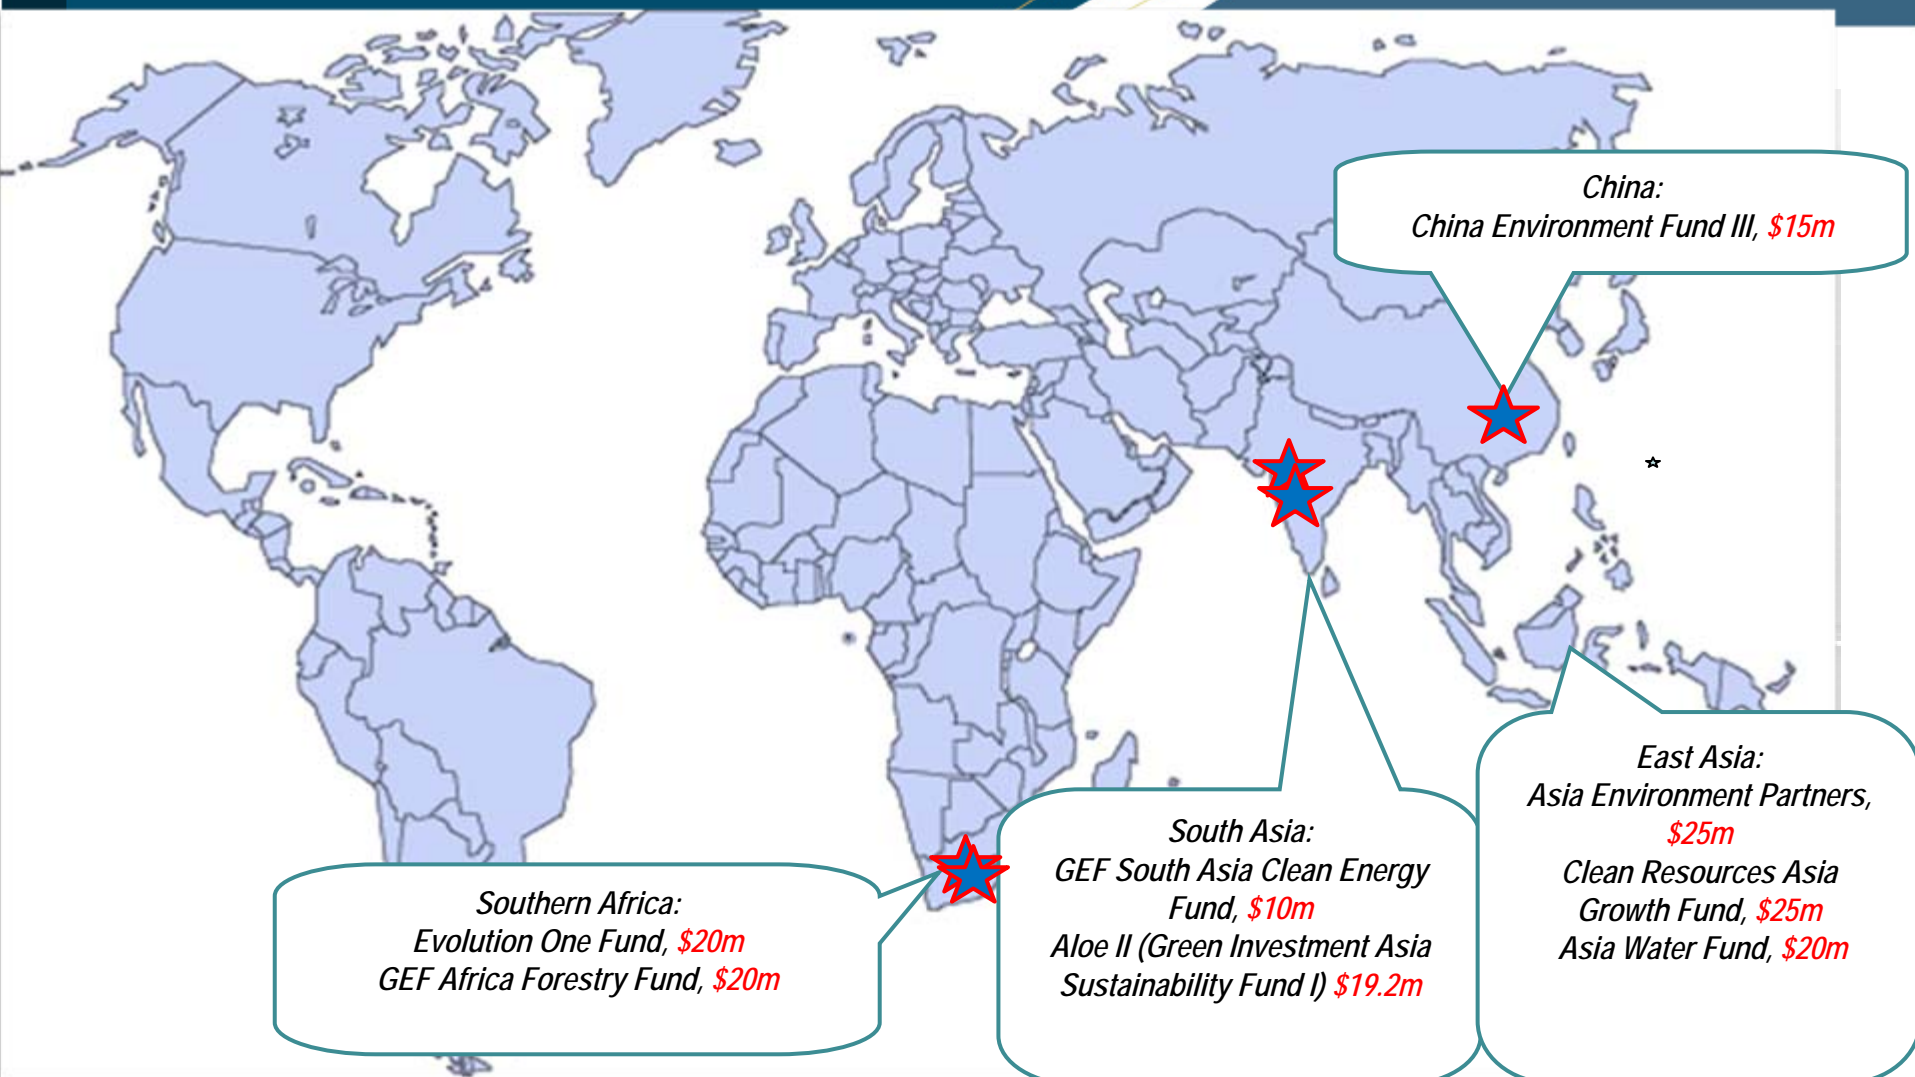 China:
China Environment Fund III, $15m
East Asia:
Asia Environment Partners,
$25m
Clean Resources Asia
Growth Fund, $25m
Asia Water Fund, $20m
South Asia:
GEF South Asia Clean Energy
Fund, $10m
Aloe II (Green Investment Asia
Sustainability Fund I) $19.2m
Southern Africa:
Evolution One Fund, $20m
GEF Africa Forestry Fund, $20m